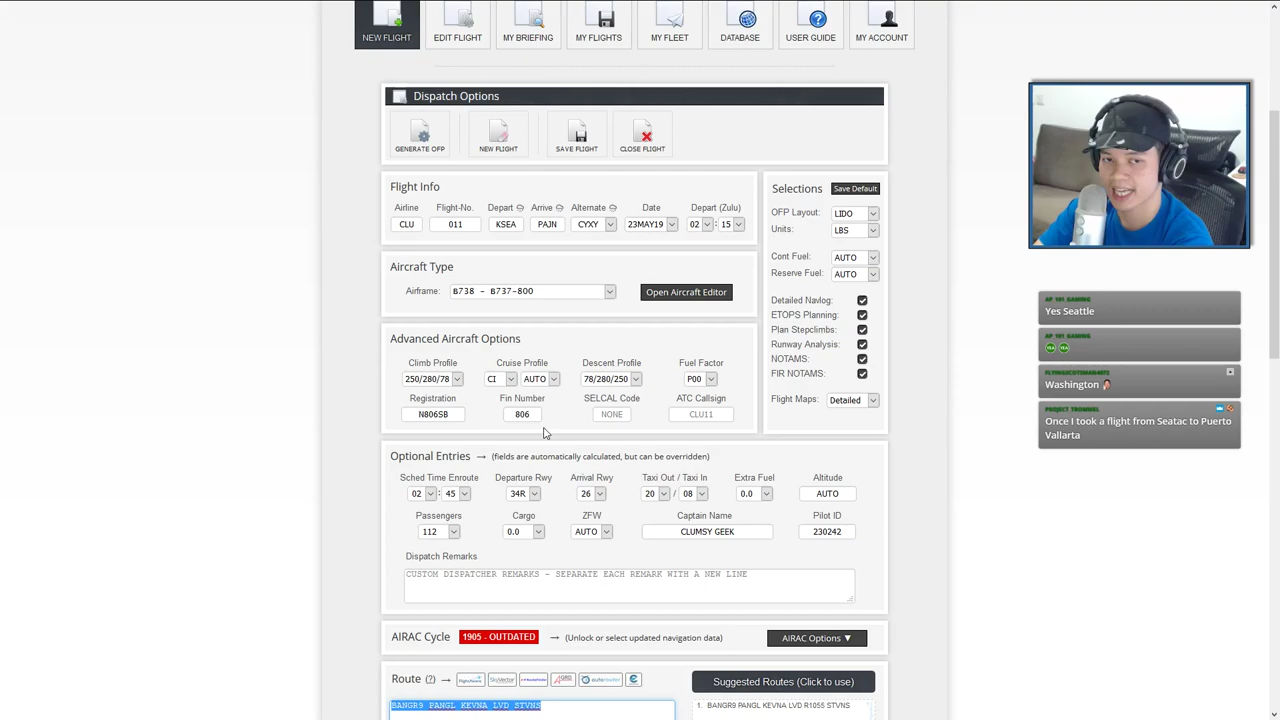 NEW FLIGHT EDIT FLIGHT MY BRIEFING MY FLIGHTS MY FLEET DATABASE USER GUIDE MY ACCOUNT
Dispatch Options
GENERATE OFP NEW FLIGHT SAVE FLIGHT CLOSE FLIGHT
Flight Info
Airline Flight-No. Depart Arrive Alternate Date Depart (Zulu)
CLU 011 KSEA PAJN CYXY 23MAY19 02 : 15
Aircraft Type
Airframe: B738 - B737-800 Open Aircraft Editor
Advanced Aircraft Options
Climb Profile Cruise Profile Descent Profile Fuel Factor
250/280/78 CI AUTO 78/280/250 P00
Registration Fin Number SELCAL Code ATC Callsign
N806SB 806 NONE CLU11
Selections Save Default
OFP Layout: LIDO
Units: LBS
Cont Fuel: AUTO
Reserve Fuel: AUTO
Detailed Navlog:
ETOPS Planning:
Plan Stepclimbs:
Runway Analysis:
NOTAMS:
FIR NOTAMS:
Flight Maps: Detailed
Optional Entries → (fields are automatically calculated, but can be overridden)
Sched Time Enroute Departure Rwy Arrival Rwy Taxi Out / Taxi In Extra Fuel Altitude
02 : 45 34R 26 20 / 08 0.0 AUTO
Passengers Cargo ZFW Captain Name Pilot ID
112 0.0 AUTO CLUMSY GEEK 230242
Dispatch Remarks
CUSTOM DISPATCHER REMARKS - SEPARATE EACH REMARK WITH A NEW LINE
AIRAC Cycle 1905 - OUTDATED → (Unlock or select updated navigation data) AIRAC Options ▼
Route (?) → SkyVector autorouter Suggested Routes (Click to use)
BANGR9 PANGL KEVNA LVD STVNS
1. BANGR9 PANGL KEVNA LVD R1055 STVNS
AP 101 GAMING
Yes Seattle
AP 101 GAMING
FLYINGSCOTSMAN4472
Washington
PROJECT TROMMEL
Once I took a flight from Seatac to Puerto
Vallarta